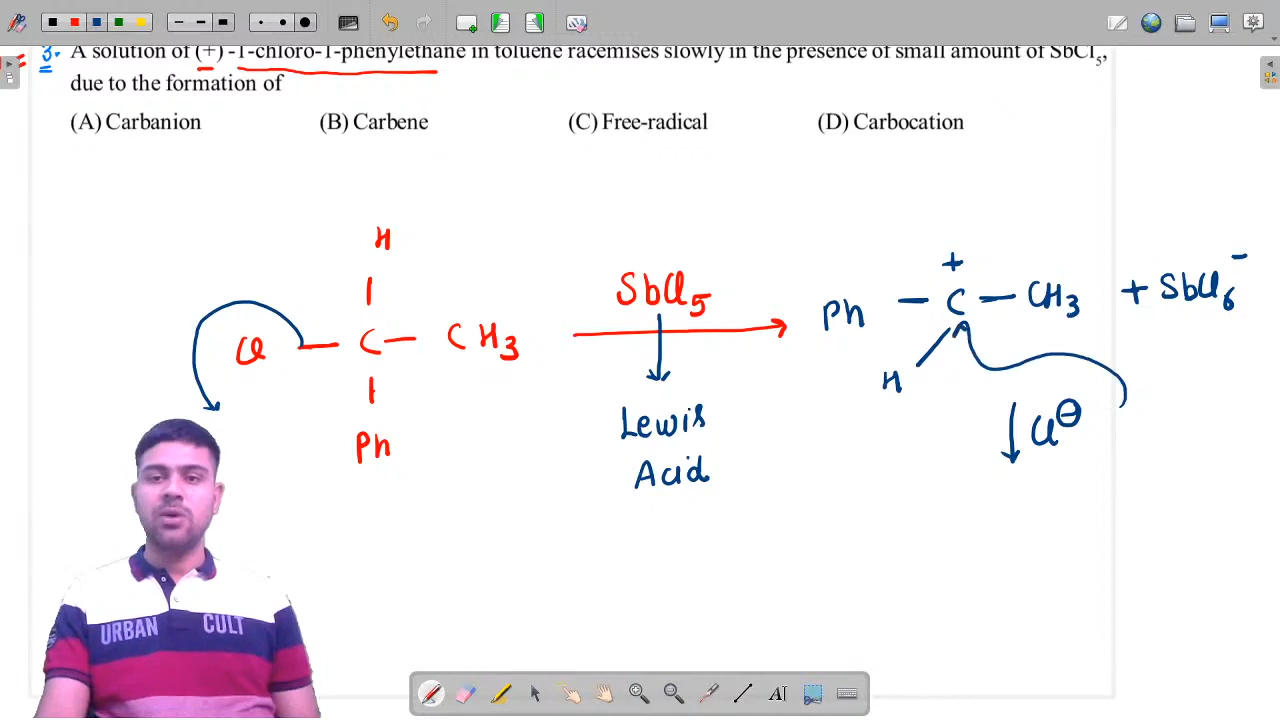 3. A solution of (+) -1-chloro-1-phenylethane in toluene racemises slowly in the presence of small amount of SbCl5,
due to the formation of
(A) Carbanion (B) Carbene (C) Free-radical (D) Carbocation
H
Cl - C - CH3
Ph
SbCl5
Lewis
Acid
Ph - C - CH3 + SbCl6-
+
H
Cl⊖
URBAN CULT
AI